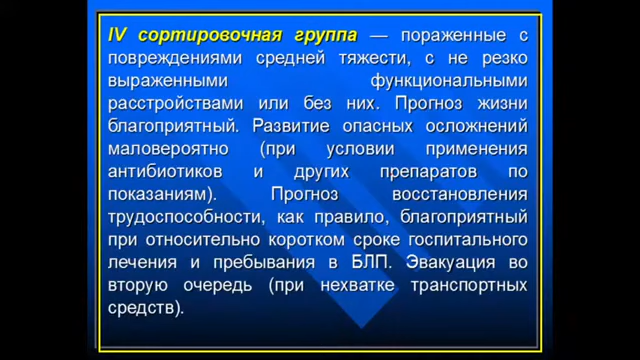 IV сортировочная группа — пораженные с
повреждениями средней тяжести, с не резко
выраженными функциональными
расстройствами или без них. Прогноз жизни
благоприятный. Развитие опасных осложнений
маловероятно (при условии применения
антибиотиков и других препаратов по
показаниям). Прогноз восстановления
трудоспособности, как правило, благоприятный
при относительно коротком сроке госпитального
лечения и пребывания в БЛП. Эвакуация во
вторую очередь (при нехватке транспортных
средств).